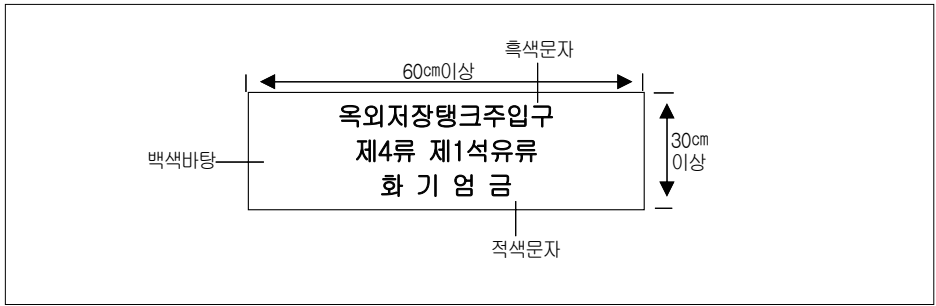 흑색문자
60㎝이상
옥외저장탱크주입구
제4류 제1석유류
화 기 엄 금
백색바탕
30㎝
이상
적색문자